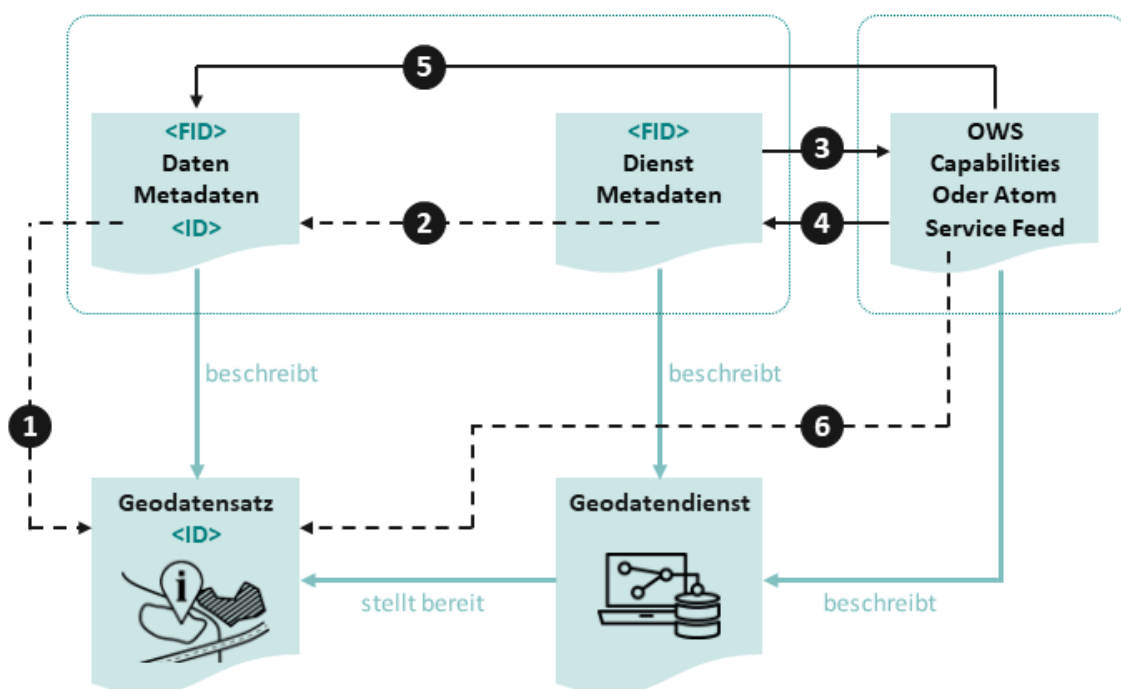 5
<FID>
Daten
Metadaten
<ID>
2
<FID>
Dienst
Metadaten
3
4
OWS
Capabilities
Oder Atom
Service Feed
beschreibt
beschreibt
1
6
Geodatensatz
<ID>
i
Geodatendienst
stellt bereit
beschreibt